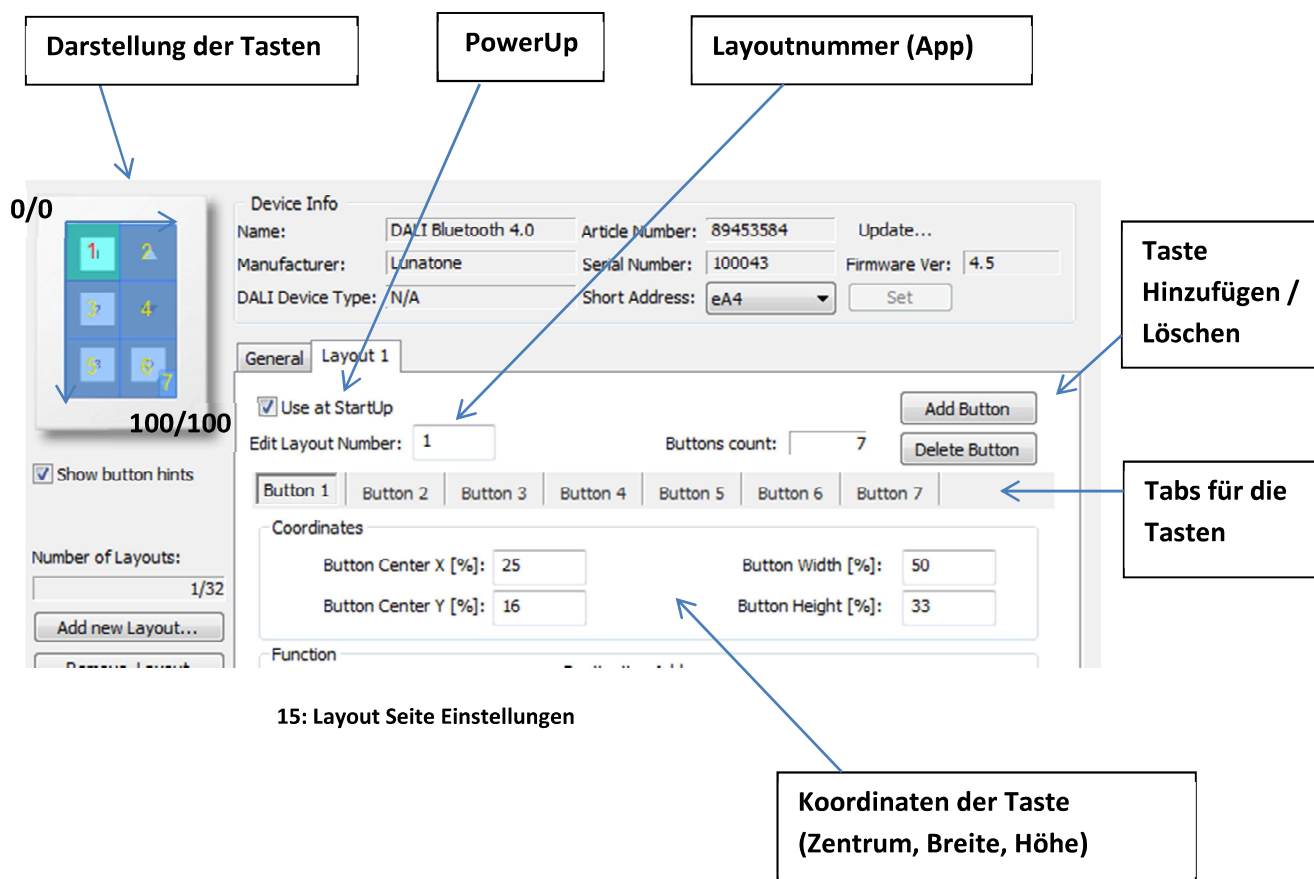 Darstellung der Tasten
PowerUp
Layoutnummer (App)
0/0
1
2
3
4
5
6
7
100/100
Device Info
Name: DALI Bluetooth 4.0 Article Number: 89453584 Update...
Manufacturer: Lunatone Serial Number: 100043 Firmware Ver: 4.5
DALI Device Type: N/A Short Address: eA4 Set
Taste
Hinzufügen /
Löschen
General Layout 1
Use at StartUp Add Button
Edit Layout Number: 1 Buttons count: 7 Delete Button
Show button hints
Button 1 Button 2 Button 3 Button 4 Button 5 Button 6 Button 7
Tabs für die
Tasten
Coordinates
Number of Layouts:
Button Center X [%]: 25 Button Width [%]: 50
1/32
Button Center Y [%]: 16 Button Height [%]: 33
Add new Layout...
Function
15: Layout Seite Einstellungen
Koordinaten der Taste
(Zentrum, Breite, Höhe)